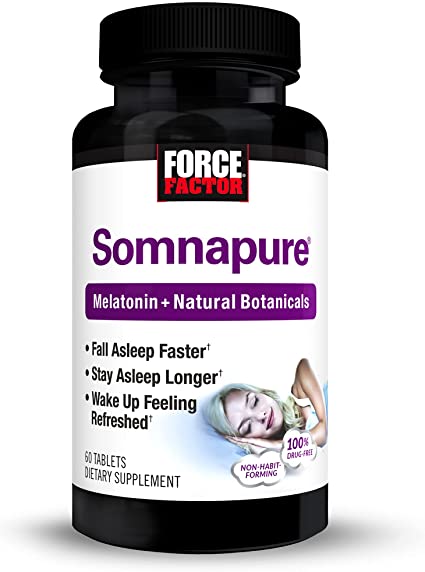 FORCE
FACTOR®
Somnapure®
Melatonin + Natural Botanicals
• Fall Asleep Faster†
• Stay Asleep Longer†
• Wake Up Feeling
Refreshed†
100%
DRUG-FREE
NON-HABIT-
FORMING
60 TABLETS
DIETARY SUPPLEMENT